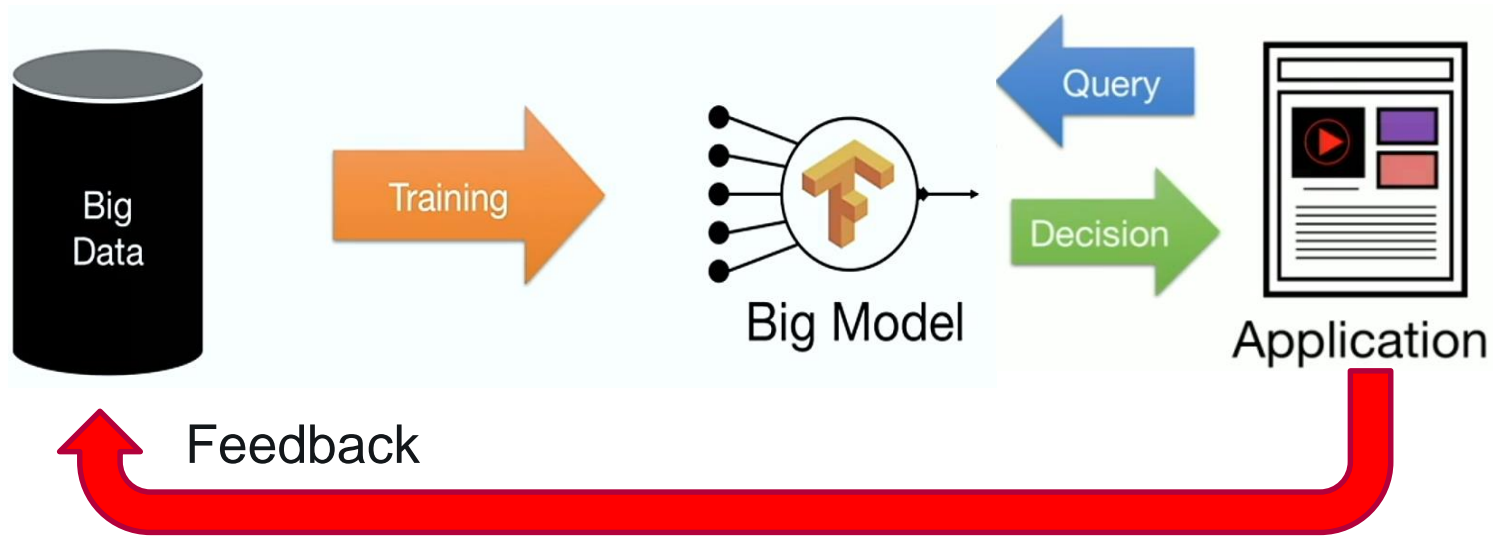 Big
Data
Training
Big Model
Query
Decision
Application
Feedback